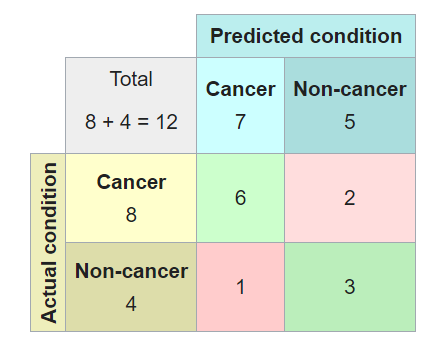 Predicted condition
Total
8 + 4 = 12
Cancer
7
Non-cancer
5
Actual condition
Cancer
8
6
2
Non-cancer
4
1
3